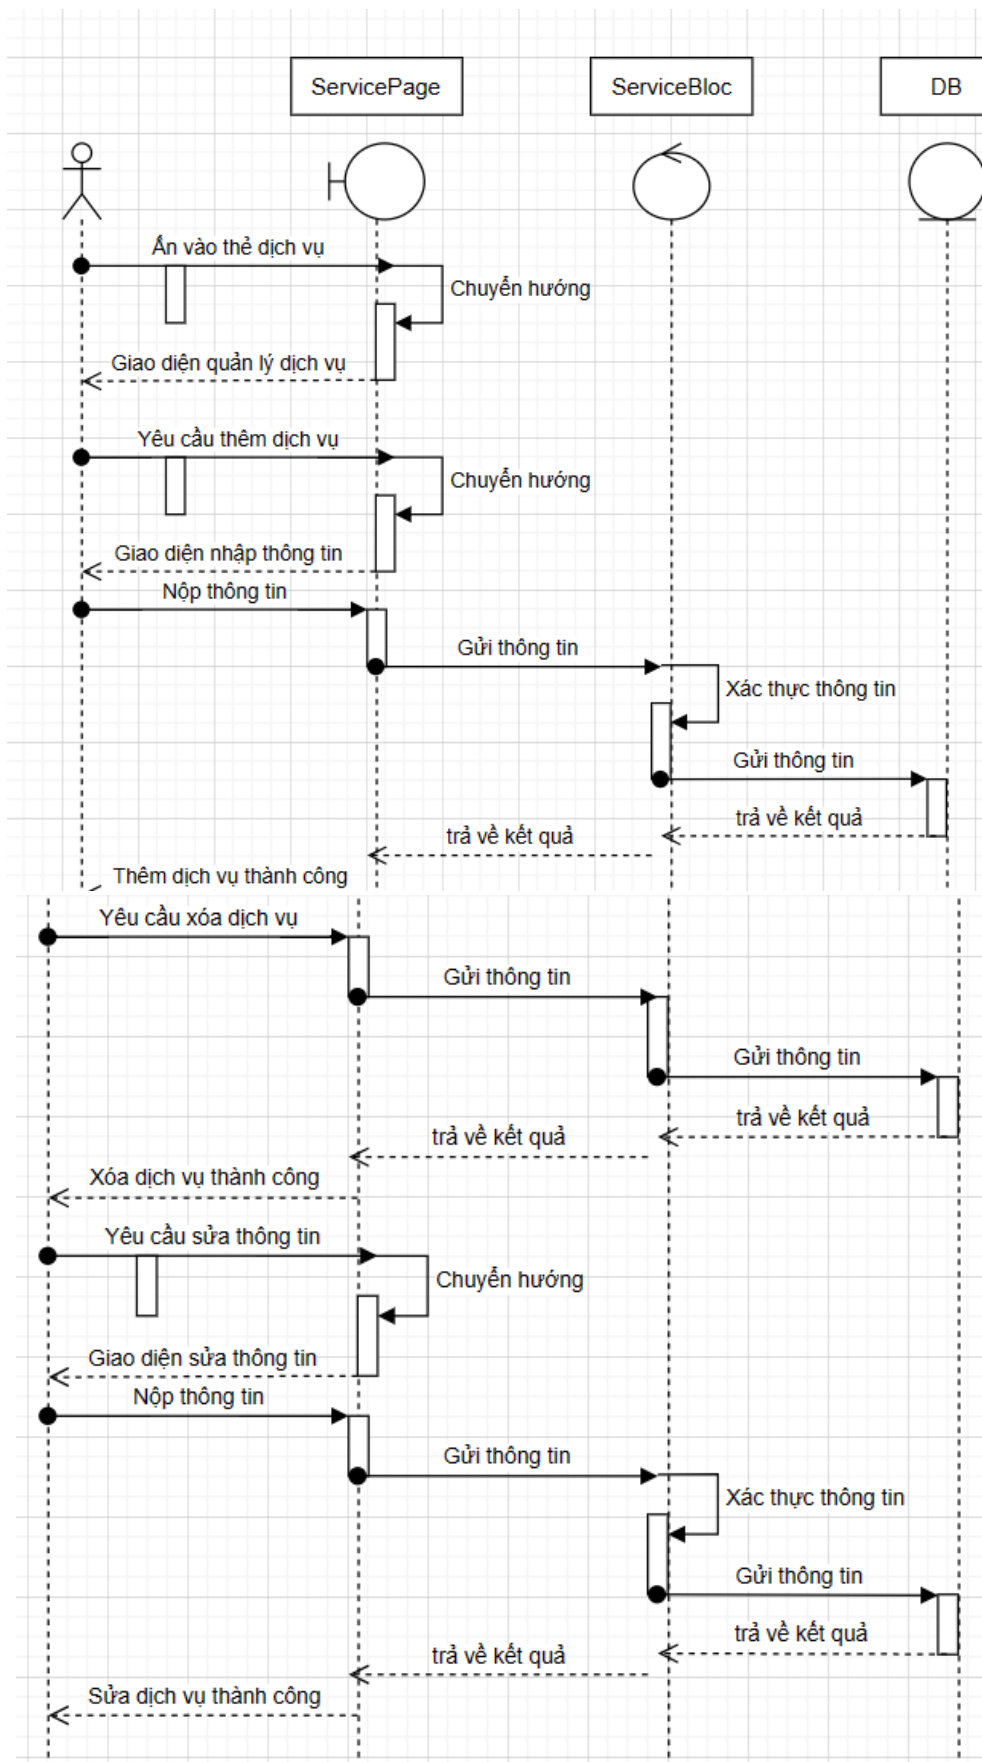 ServicePage
ServiceBloc
DB
Ấn vào thẻ dịch vụ
Chuyển hướng
Giao diện quản lý dịch vụ
Yêu cầu thêm dịch vụ
Chuyển hướng
Giao diện nhập thông tin
Nộp thông tin
Gửi thông tin
Xác thực thông tin
Gửi thông tin
trả về kết quả
trả về kết quả
Thêm dịch vụ thành công
Yêu cầu xóa dịch vụ
Gửi thông tin
Gửi thông tin
trả về kết quả
trả về kết quả
Xóa dịch vụ thành công
Yêu cầu sửa thông tin
Chuyển hướng
Giao diện sửa thông tin
Nộp thông tin
Gửi thông tin
Xác thực thông tin
Gửi thông tin
trả về kết quả
trả về kết quả
Sửa dịch vụ thành công